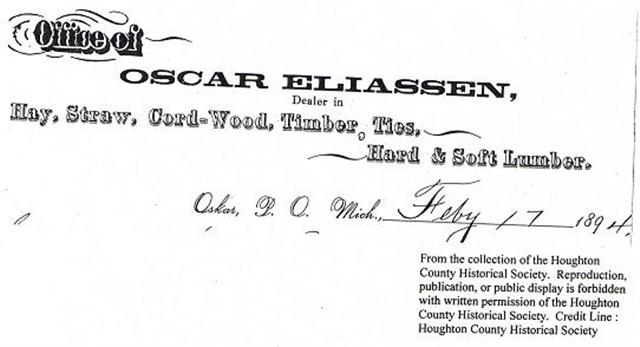 Office of
OSCAR ELIASSEN,
Dealer in
Hay, Straw, Cord-Wood, Timber, Ties,
Hard & Soft Lumber.
Oskar, P. O. Mich., Feby 17 1894.
From the collection of the Houghton
County Historical Society. Reproduction,
publication, or public display is forbidden
with written permission of the Houghton
County Historical Society. Credit Line :
Houghton County Historical Society